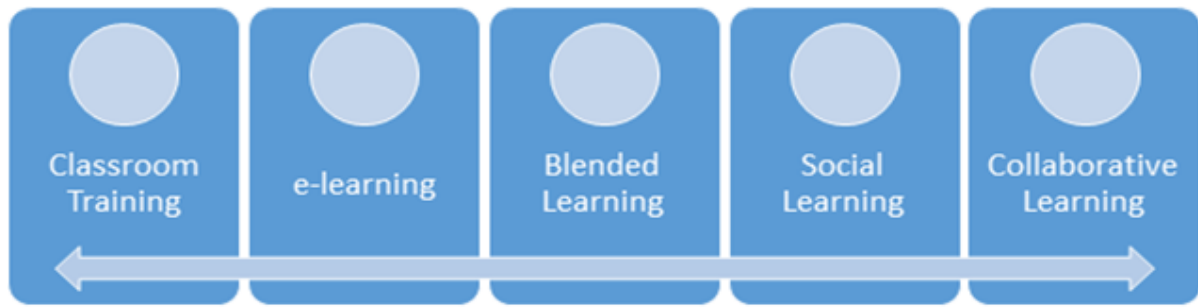 Classroom
Training
e-learning
Blended
Learning
Social
Learning
Collaborative
Learning